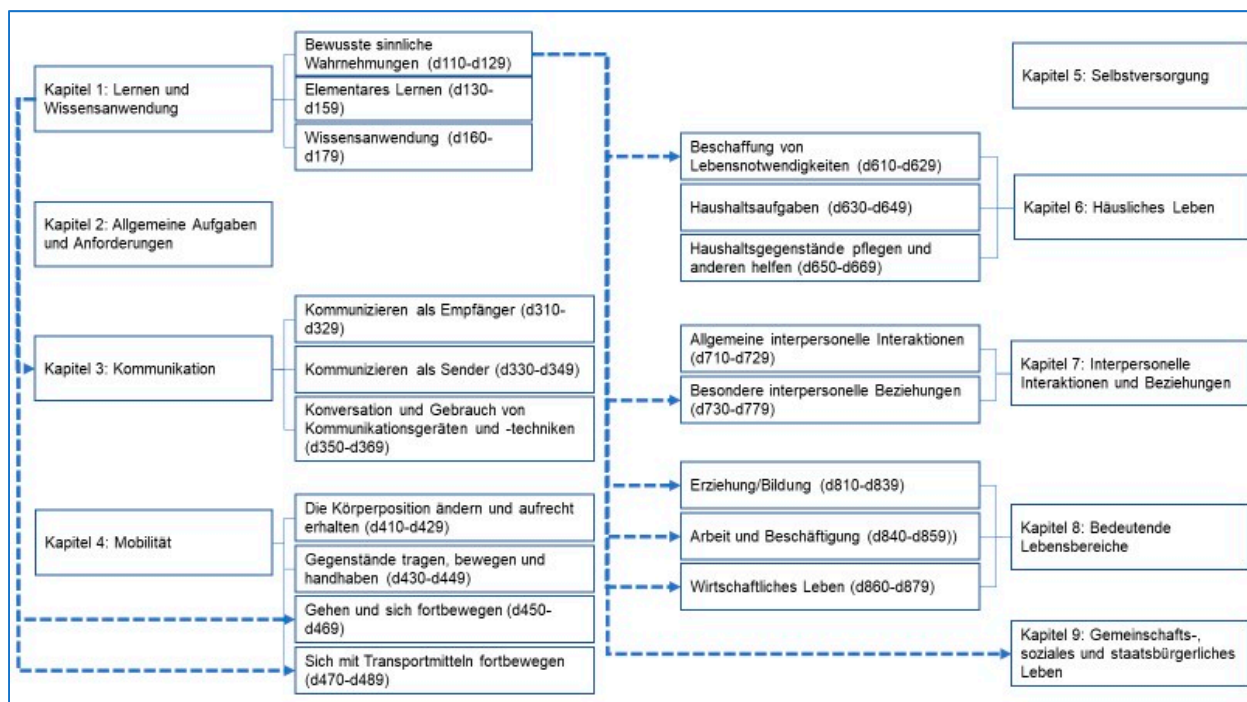 Kapitel 1: Lernen und
Wissensanwendung
Bewusste sinnliche
Wahrnehmungen (d110-d129)
Elementares Lernen (d130-
d159)
Wissensanwendung (d160-
d179)
Kapitel 2: Allgemeine Aufgaben
und Anforderungen
Kapitel 3: Kommunikation
Kommunizieren als Empfänger (d310-
d329)
Kommunizieren als Sender (d330-d349)
Konversation und Gebrauch von
Kommunikationsgeräten und -techniken
(d350-d369)
Kapitel 4: Mobilität
Die Körperposition ändern und aufrecht
erhalten (d410-d429)
Gegenstände tragen, bewegen und
handhaben (d430-d449)
Gehen und sich fortbewegen (d450-
d469)
Sich mit Transportmitteln fortbewegen
(d470-d489)
Kapitel 5: Selbstversorgung
Beschaffung von
Lebensnotwendigkeiten (d610-d629)
Haushaltsaufgaben (d630-d649)
Haushaltsgegenstände pflegen und
anderen helfen (d650-d669)
Kapitel 6: Häusliches Leben
Allgemeine interpersonelle Interaktionen
(d710-d729)
Besondere interpersonelle Beziehungen
(d730-d779)
Kapitel 7: Interpersonelle
Interaktionen und Beziehungen
Erziehung/Bildung (d810-d839)
Arbeit und Beschäftigung (d840-d859))
Wirtschaftliches Leben (d860-d879)
Kapitel 8: Bedeutende
Lebensbereiche
Kapitel 9: Gemeinschafts-,
soziales und staatsbürgerliches
Leben